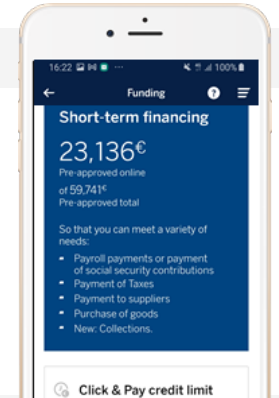 16:22 ... 100%
Funding ?
Short-term financing
23,136€
Pre-approved online
of 59,741€
Pre-approved total
So that you can meet a variety of
needs:
- Payroll payments or payment
of social security contributions
- Payment of Taxes
- Payment to suppliers
- Purchase of goods
- New: Collections.
Click & Pay credit limit